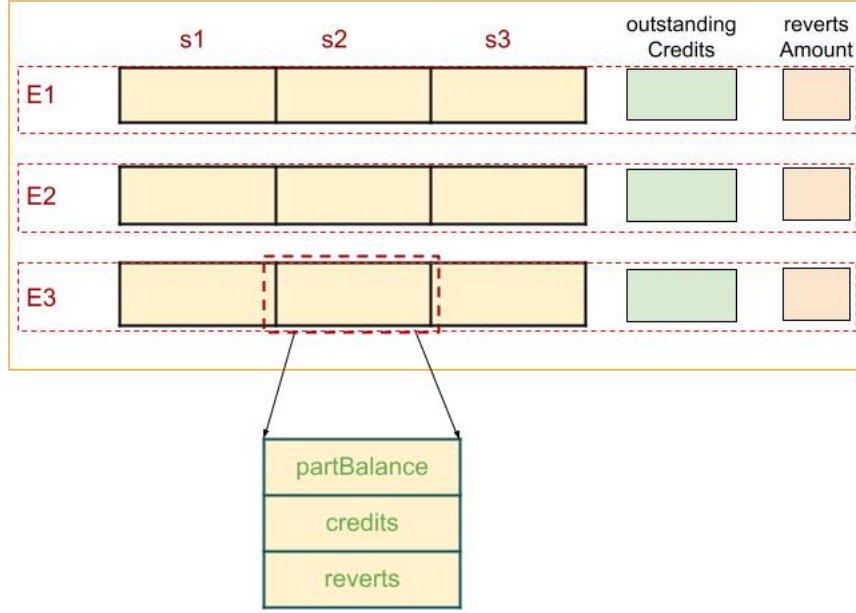 s1 s2 s3 outstanding Credits reverts Amount
E1
E2
E3
partBalance
credits
reverts